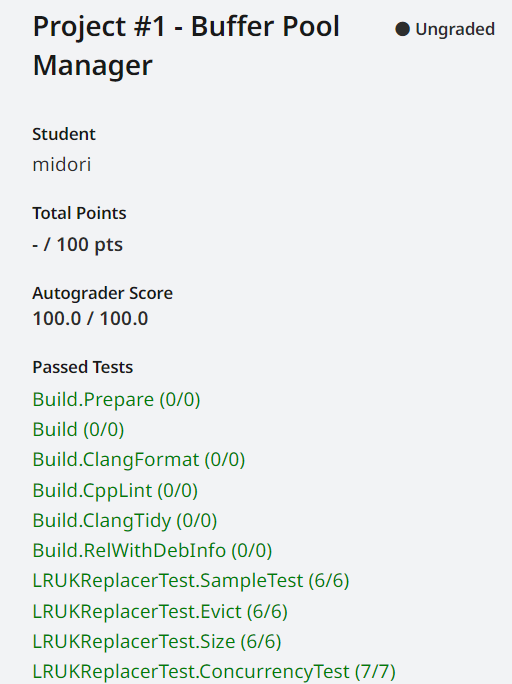 Project #1 - Buffer Pool
Manager
Ungraded
Student
midori
Total Points
- / 100 pts
Autograder Score
100.0 / 100.0
Passed Tests
Build.Prepare (0/0)
Build (0/0)
Build.ClangFormat (0/0)
Build.CppLint (0/0)
Build.ClangTidy (0/0)
Build.RelWithDebInfo (0/0)
LRUKReplacerTest.SampleTest (6/6)
LRUKReplacerTest.Evict (6/6)
LRUKReplacerTest.Size (6/6)
LRUKReplacerTest.ConcurrencyTest (7/7)